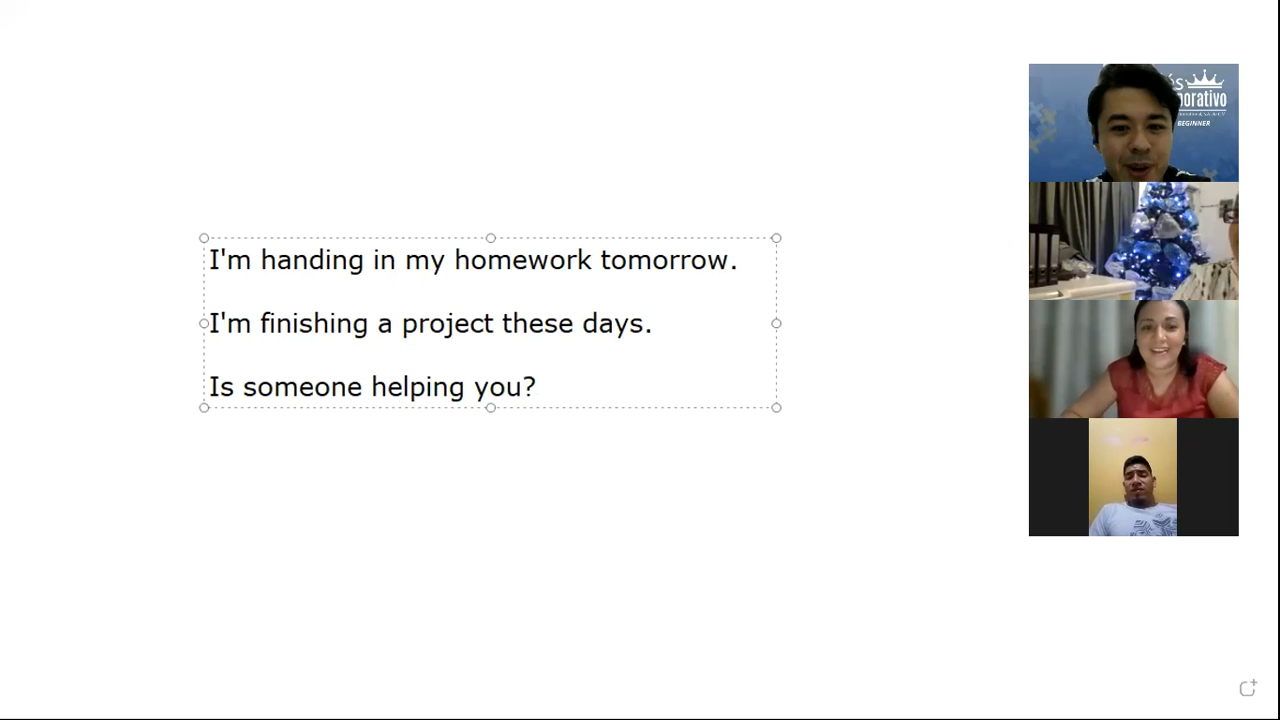 I'm handing in my homework tomorrow.
I'm finishing a project these days.
Is someone helping you?
BEGINNER